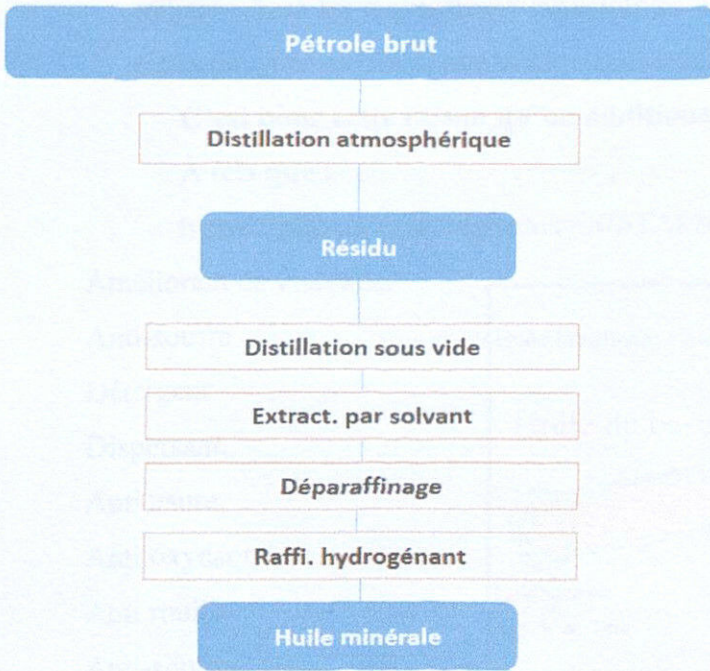 Pétrole brut
Distillation atmosphérique
Résidu
Distillation sous vide
Extract. par solvant
Déparaffinage
Raffi. hydrogénant
Huile minérale